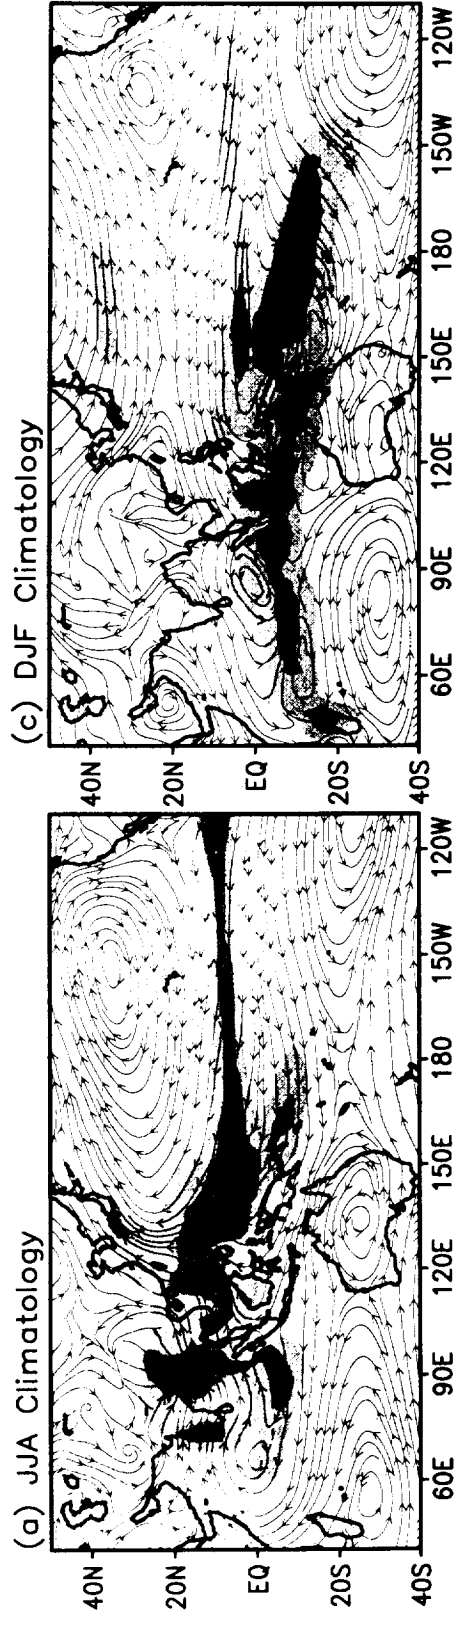 (a) JJA Climatology
40N
20N
EQ
20S
40S
60E
90E
120E
150E
180
150W
120W
(c) DJF Climatology
40N
20N
EQ
20S
40S
60E
90E
120E
150E
180
150W
120W